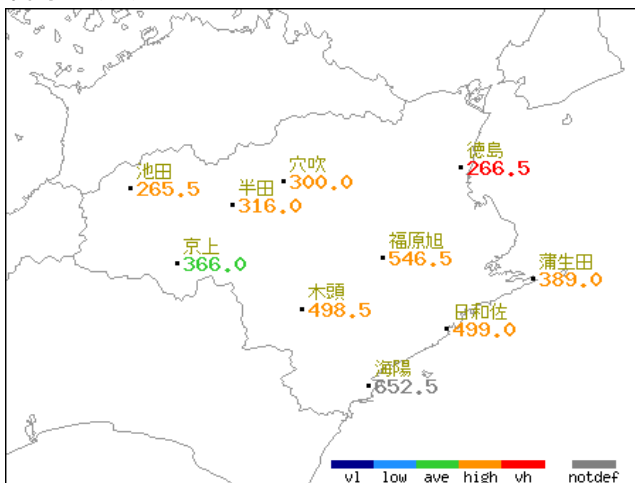 徳島
266.5
池田
265.5
穴吹
300.0
半田
316.0
京上
366.0
福原旭
546.5
蒲生田
389.0
木頭
498.5
日和佐
499.0
海陽
652.5
vl low ave high vh notdef